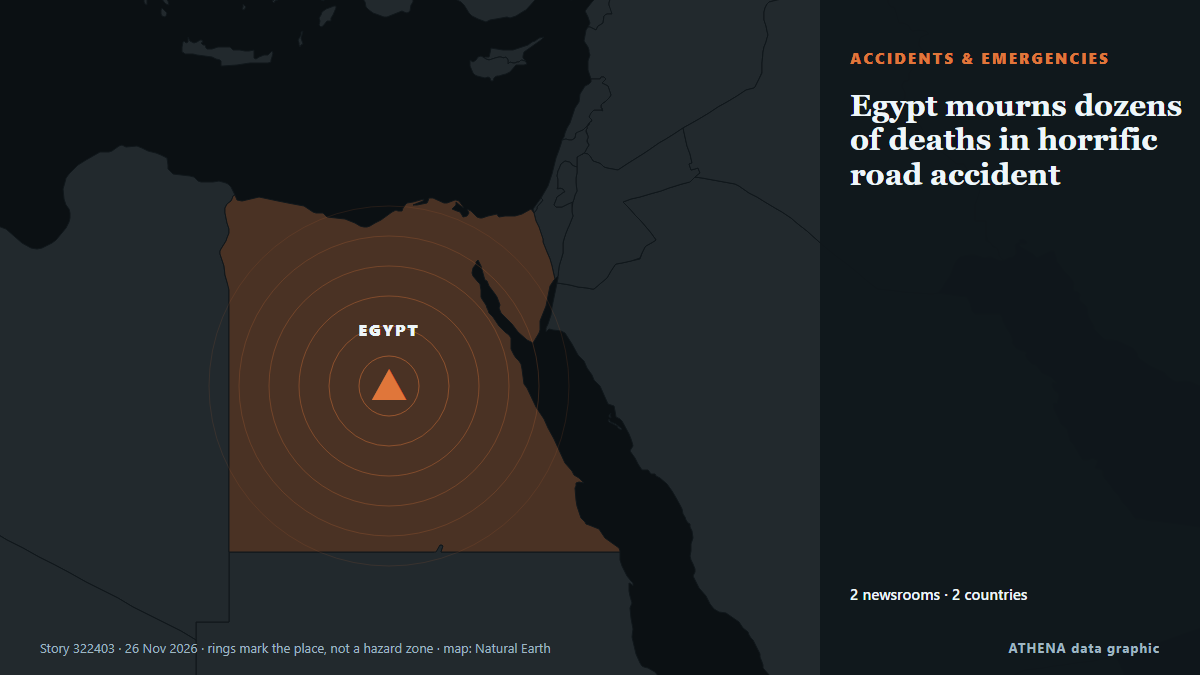 ACCIDENTS & EMERGENCIES
Egypt mourns dozens
of deaths in horrific
road accident
EGYPT
2 newsrooms · 2 countries
Story 322403 · 26 Nov 2026 · rings mark the place, not a hazard zone · map: Natural Earth
ATHENA data graphic